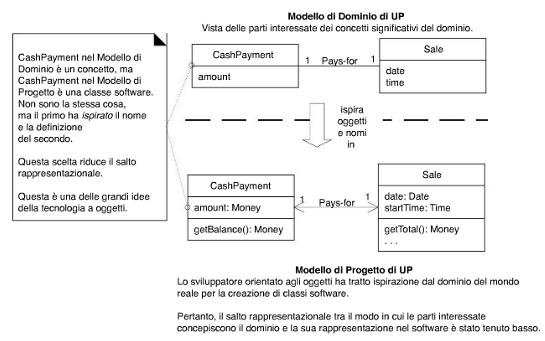 Modello di Dominio di UP
Vista delle parti interessate dei concetti significativi del dominio.
CashPayment nel Modello di
Dominio è un concetto, ma
CashPayment nel Modello di
Progetto è una classe software.
Non sono la stessa cosa,
ma il primo ha ispirato il nome
e la definizione
del secondo.
Questa scelta riduce il salto
rappresentazionale.
Questa è una delle grandi idee
della tecnologia a oggetti.
CashPayment
amount
1 Pays-for 1
Sale
date
time
ispira
oggetti
e nomi
in
CashPayment
amount: Money
getBalance(): Money
1 Pays-for 1
Sale
date: Date
startTime: Time
getTotal(): Money
. . .
Modello di Progetto di UP
Lo sviluppatore orientato agli oggetti ha tratto ispirazione dal dominio del mondo
reale per la creazione di classi software.
Pertanto, il salto rappresentazionale tra il modo in cui le parti interessate
concepiscono il dominio e la sua rappresentazione nel software è stato tenuto basso.